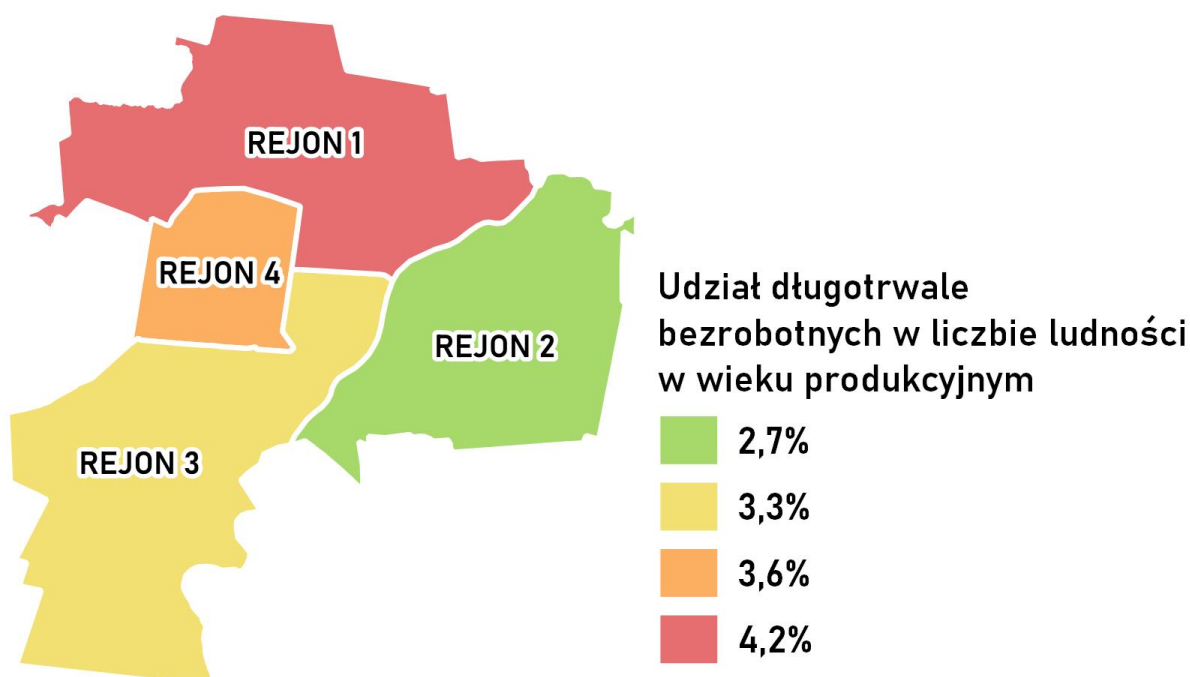 REJON 1
REJON 4
REJON 2
REJON 3
Udział długotrwale
bezrobotnych w liczbie ludności
w wieku produkcyjnym
2,7%
3,3%
3,6%
4,2%